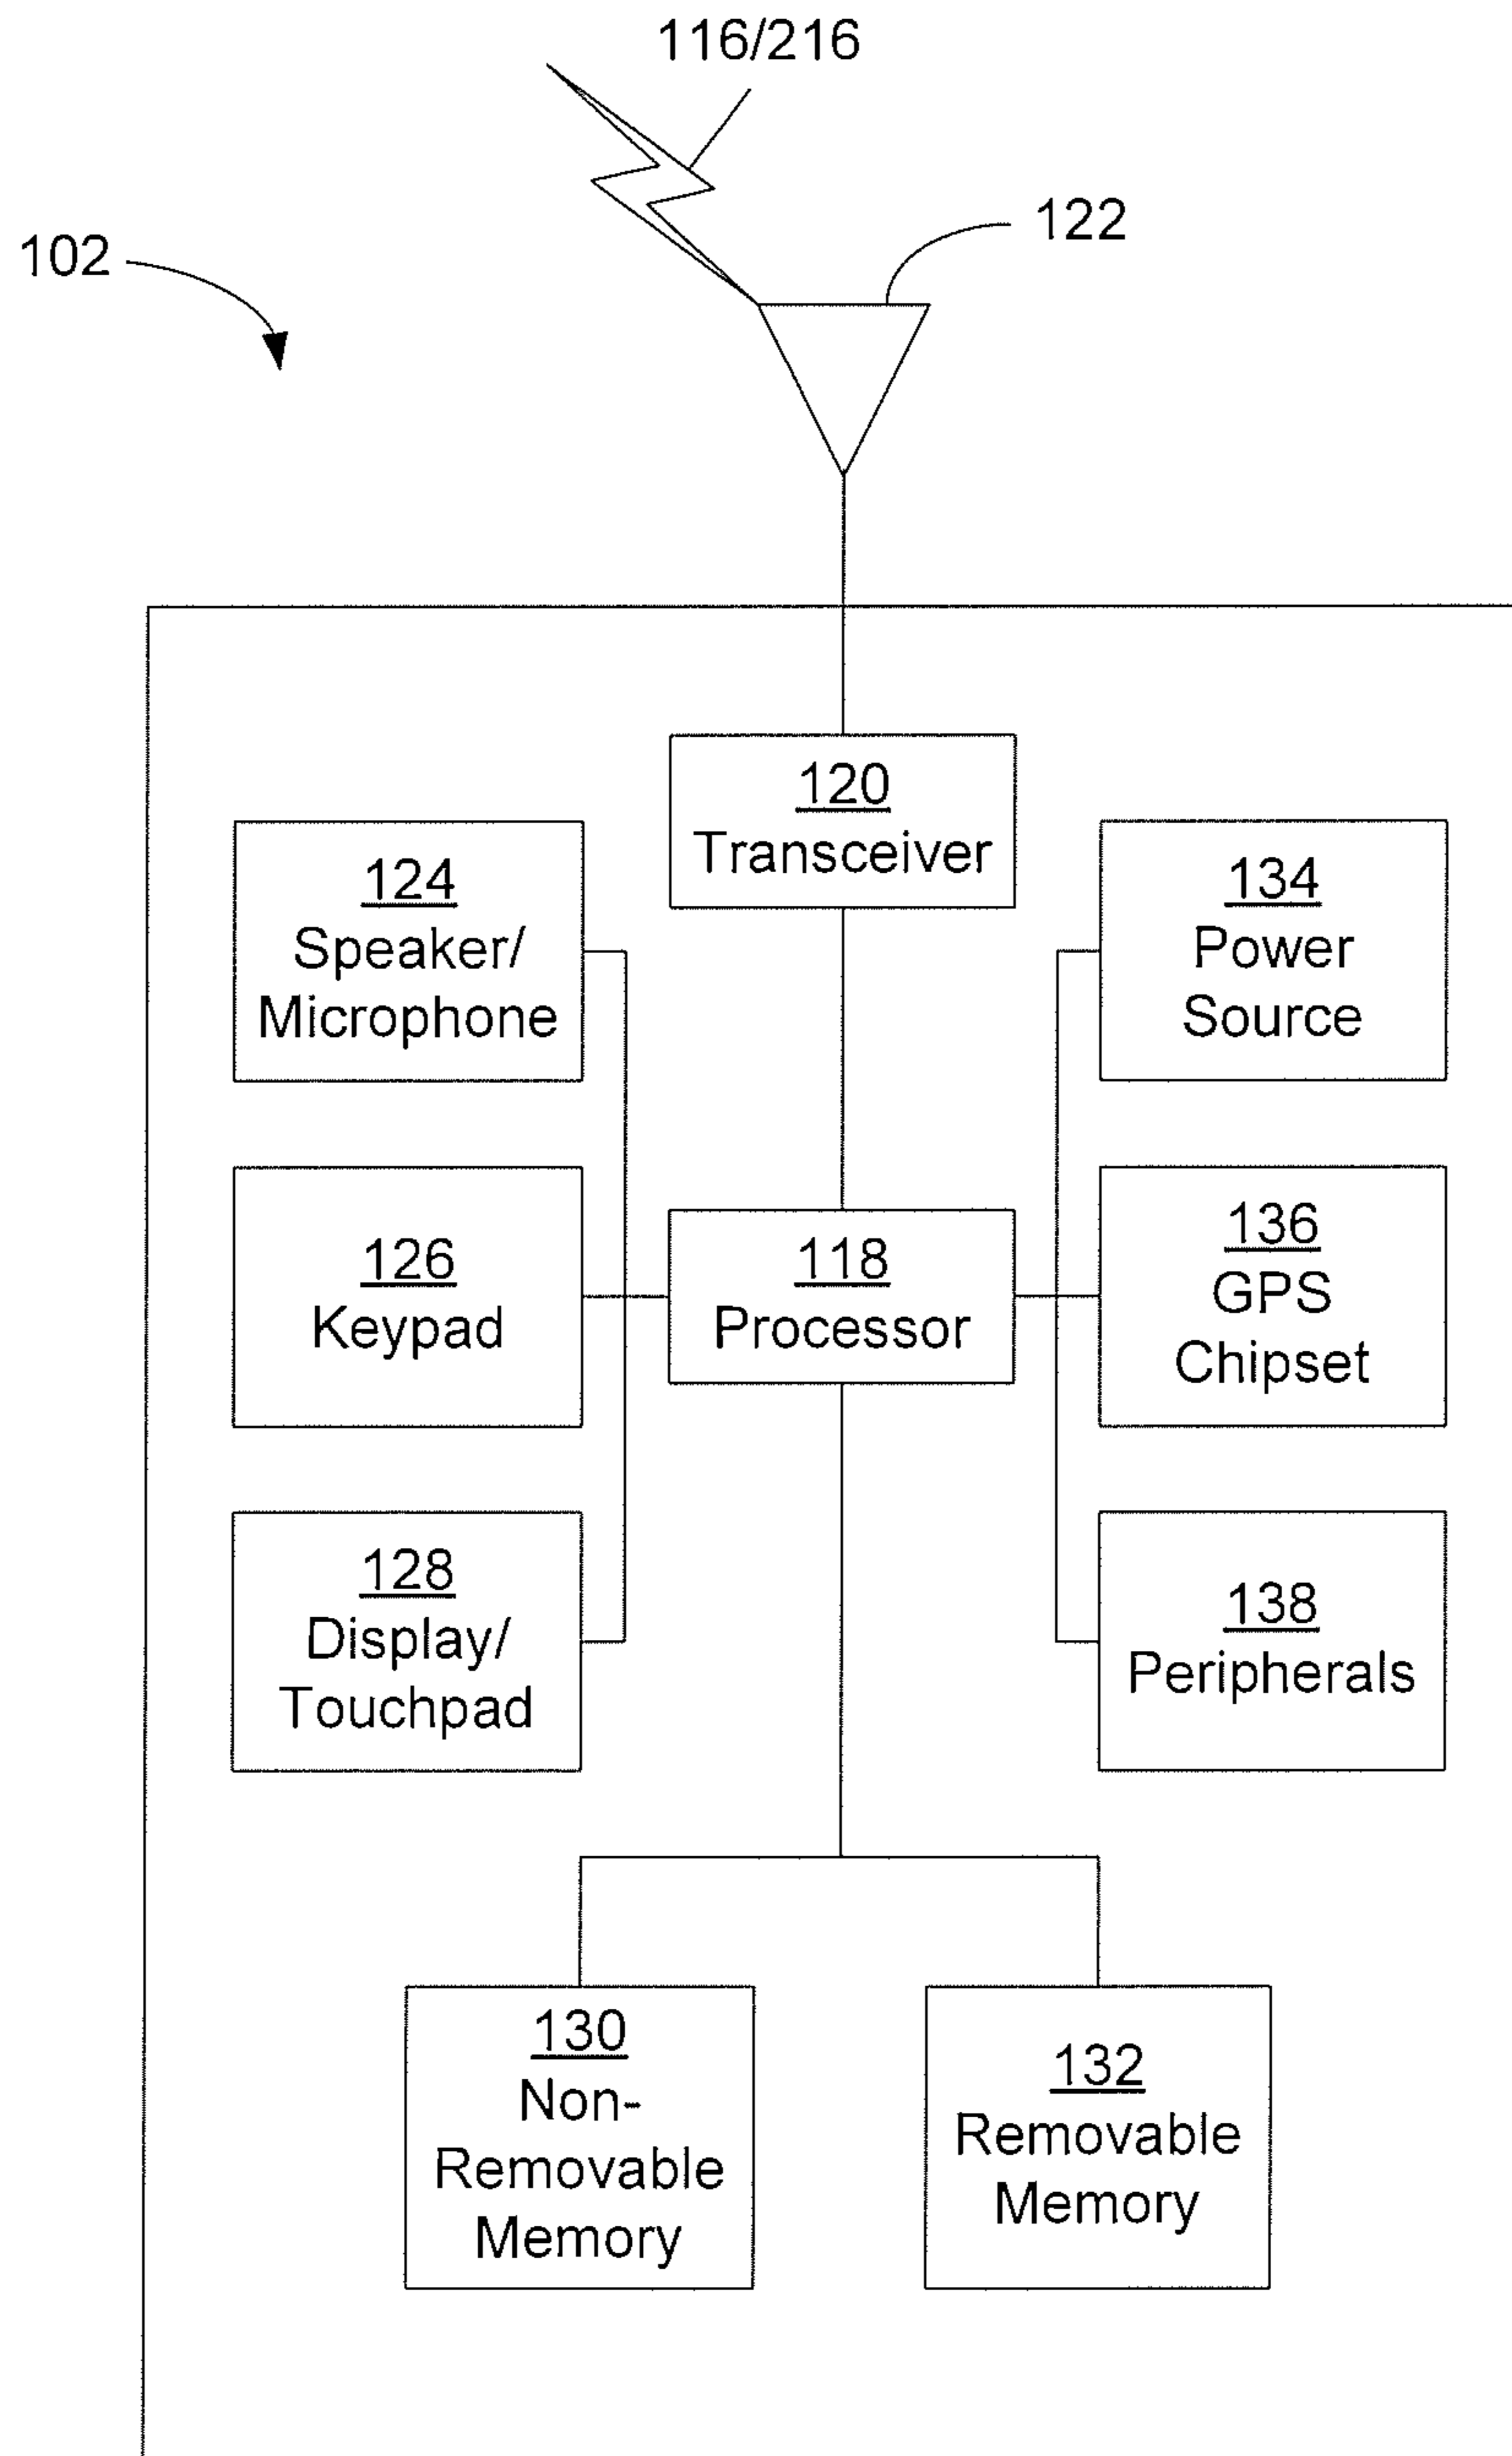 116/216
122
102
120
Transceiver
124
Speaker/
Microphone
134
Power
Source
126
Keypad
118
Processor
136
GPS
Chipset
128
Display/
Touchpad
138
Peripherals
130
Non-
Removable
Memory
132
Removable
Memory